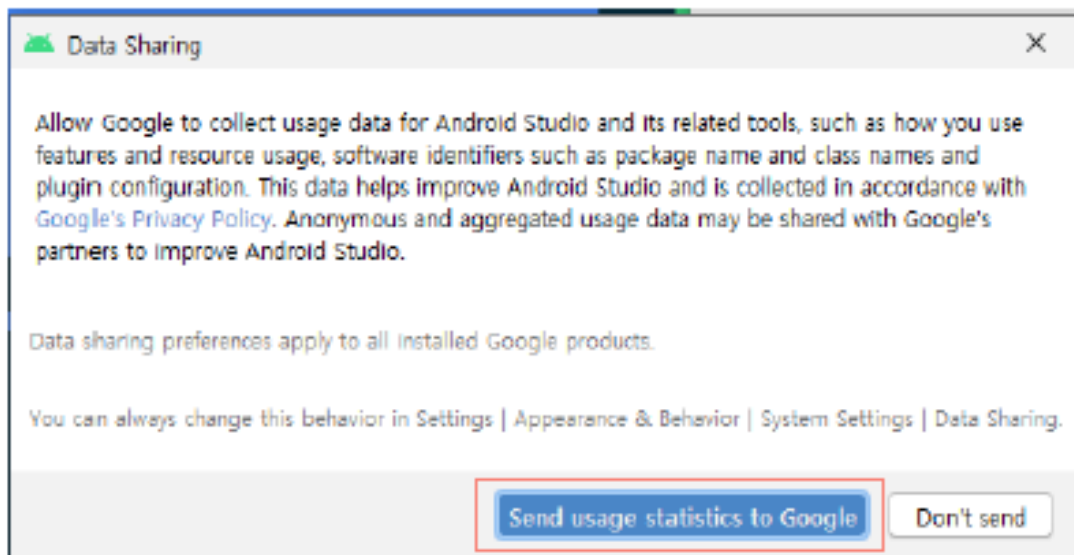 Data Sharing
Allow Google to collect usage data for Android Studio and its related tools, such as how you use
features and resource usage, software identifiers such as package name and class names and
plugin configuration. This data helps improve Android Studio and is collected in accordance with
Google's Privacy Policy. Anonymous and aggregated usage data may be shared with Google's
partners to improve Android Studio.
Data sharing preferences apply to all installed Google products.
You can always change this behavior in Settings | Appearance & Behavior | System Settings | Data Sharing.
Send usage statistics to Google
Don't send